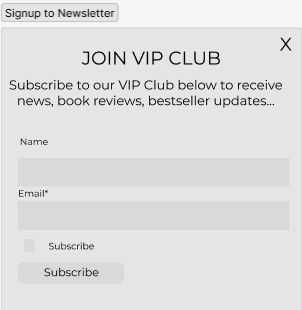 Signup to Newsletter
X
JOIN VIP CLUB
Subscribe to our VIP Club below to receive
news, book reviews, bestseller updates...
Name
Email*
Subscribe
Subscribe